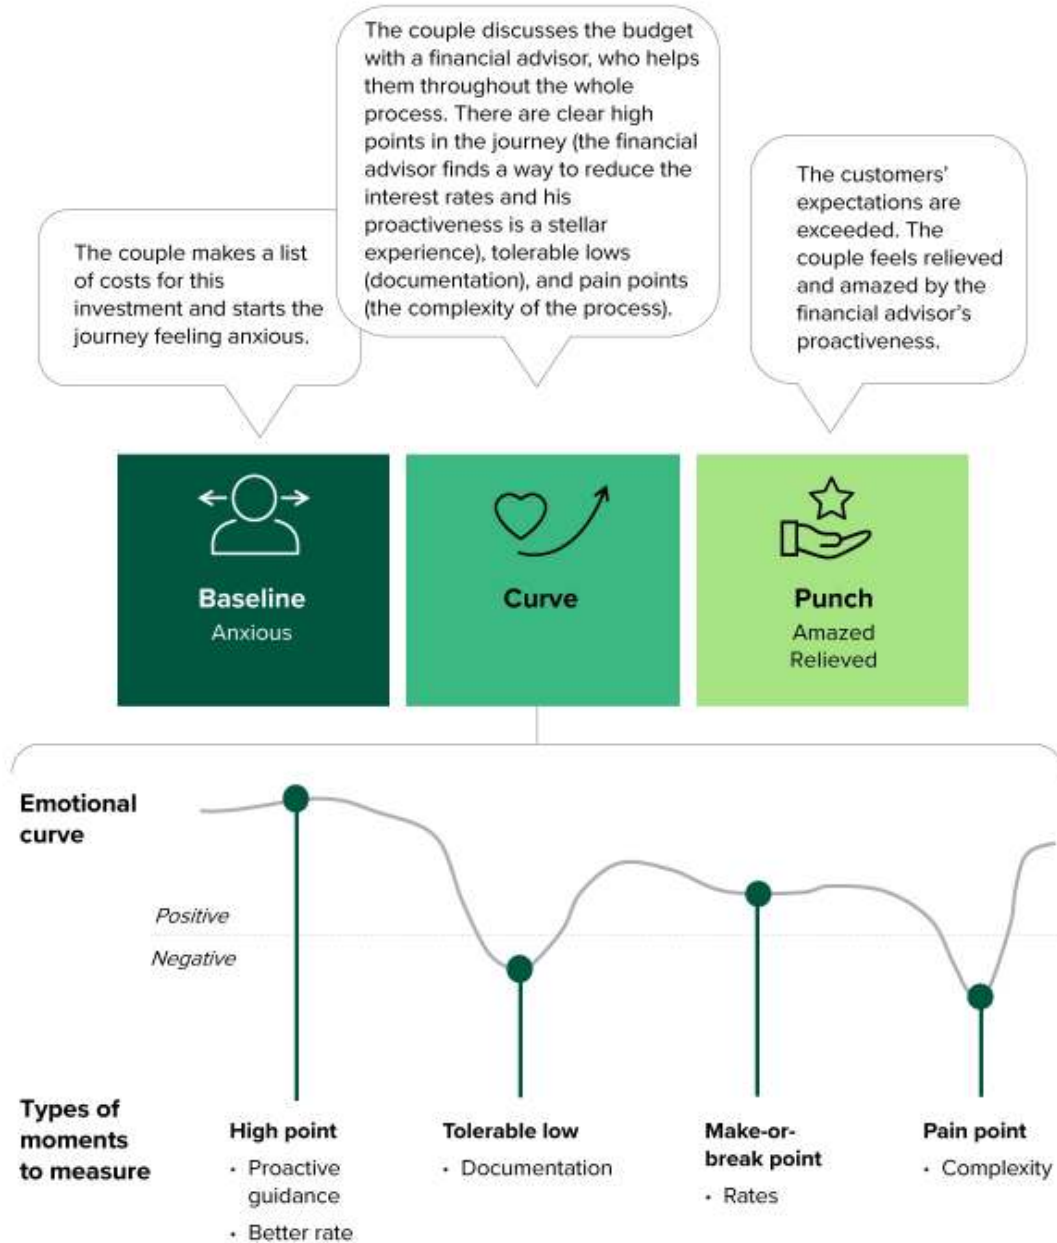 The couple makes a list
of costs for this
investment and starts the
journey feeling anxious.
The couple discusses the budget
with a financial advisor, who helps
them throughout the whole
process. There are clear high
points in the journey (the financial
advisor finds a way to reduce the
interest rates and his
proactiveness is a stellar
experience), tolerable lows
(documentation), and pain points
(the complexity of the process).
The customers'
expectations are
exceeded. The
couple feels relieved
and amazed by the
financial advisor's
proactiveness.
Baseline
Anxious
Curve
Punch
Amazed
Relieved
Emotional
curve
Positive
Negative
Types of
moments
to measure
High point
• Proactive
guidance
• Better rate
Tolerable low
• Documentation
Make-or-
break point
• Rates
Pain point
• Complexity